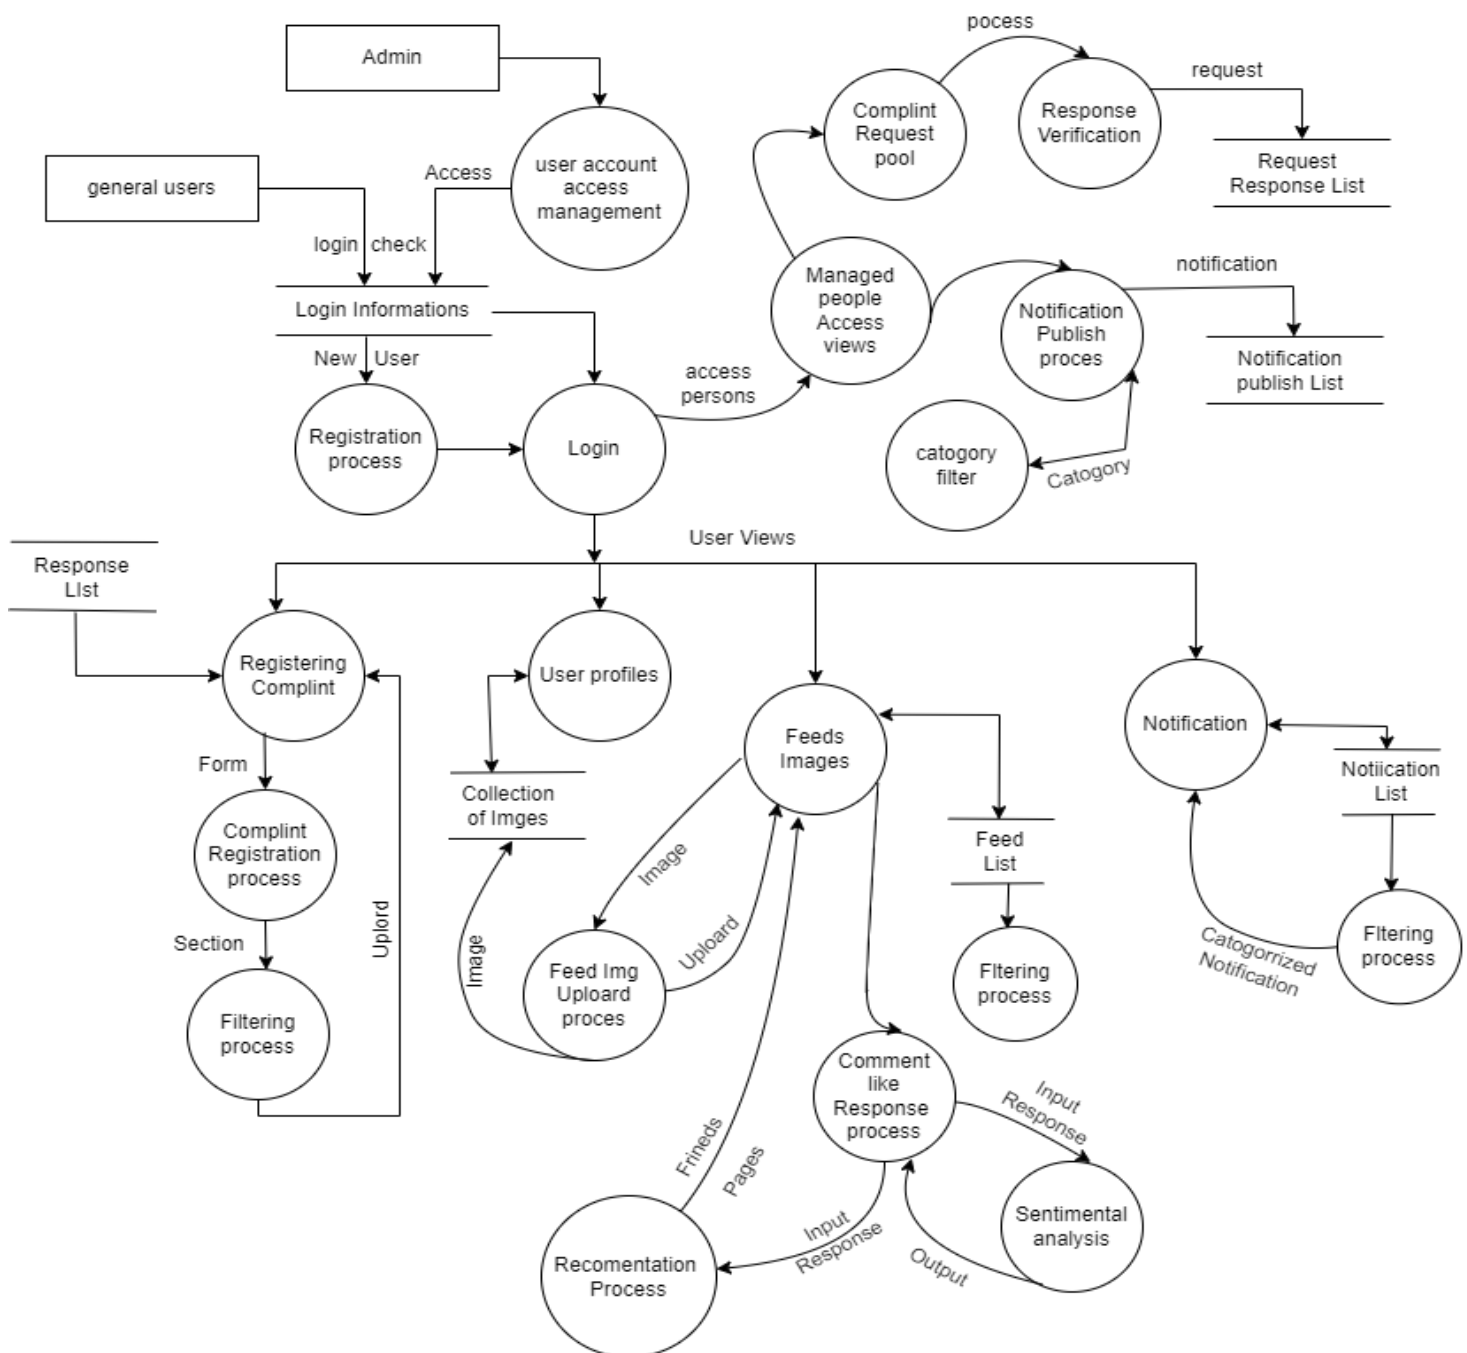 pocess
Admin
Complint
Request
pool
Response
Verification
request
Request
Response List
general users
Access
user account
access
management
login
check
Login Informations
Managed
people
Access
views
Notification
Publish
proces
notification
Notification
publish List
New
User
access
persons
Registration
process
Login
catogory
filter
Catogory
User Views
Response
LIst
Registering
Complint
User profiles
Feeds
Images
Notification
Form
Collection
of Imges
Notiication
List
Complint
Registration
process
Image
Feed
List
Uplord
Section
Image
Uploard
Catogorrized
Notification
Fltering
process
Filtering
process
Feed Img
Uploard
proces
Fltering
process
Comment
like
Response
process
Input
Response
Frineds
Pages
Input
Response
Output
Sentimental
analysis
Recomentation
Process